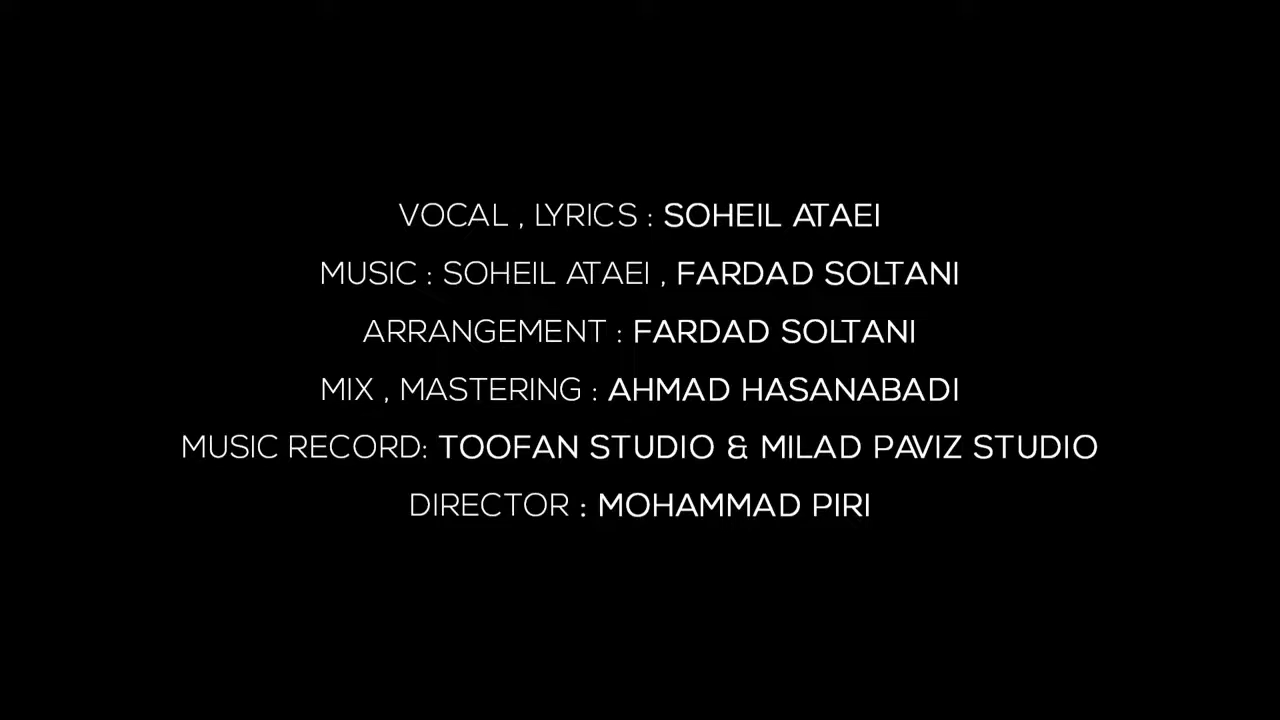 VOCAL , LYRICS : SOHEIL ATAEI
MUSIC : SOHEIL ATAEI , FARDAD SOLTANI
ARRANGEMENT : FARDAD SOLTANI
MIX , MASTERING : AHMAD HASANABADI
MUSIC RECORD: TOOFAN STUDIO & MILAD PAVIZ STUDIO
DIRECTOR : MOHAMMAD PIRI